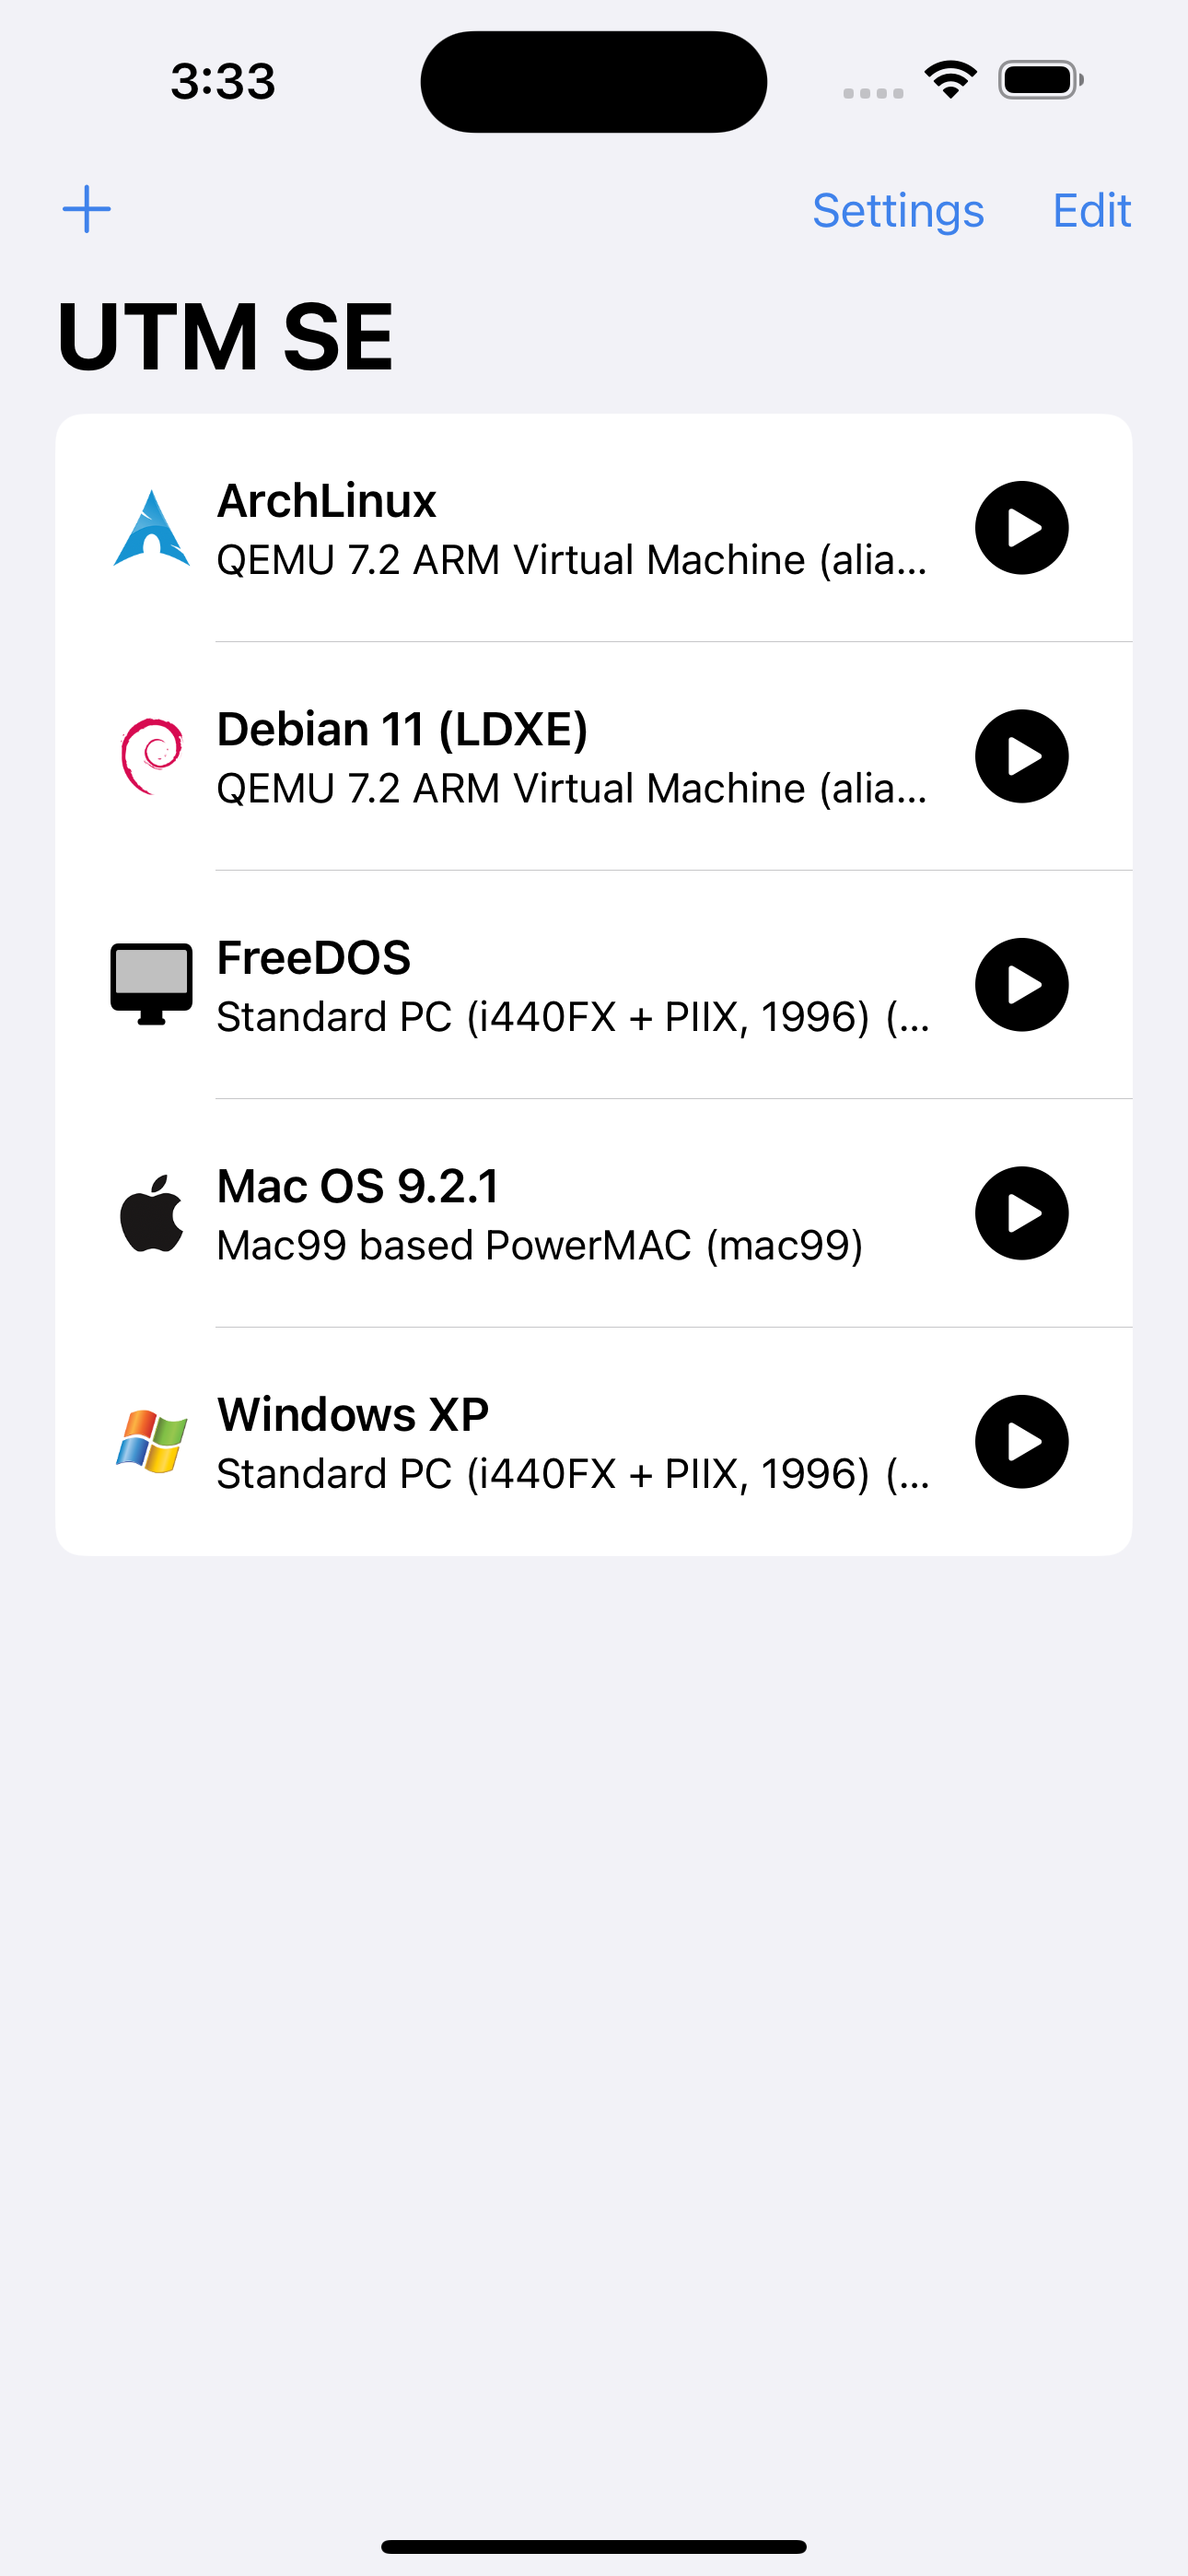 3:33
Settings Edit
UTM SE
ArchLinux
QEMU 7.2 ARM Virtual Machine (alia...
Debian 11 (LDXE)
QEMU 7.2 ARM Virtual Machine (alia...
FreeDOS
Standard PC (i440FX + PIIX, 1996) (...
Mac OS 9.2.1
Mac99 based PowerMAC (mac99)
Windows XP
Standard PC (i440FX + PIIX, 1996) (...